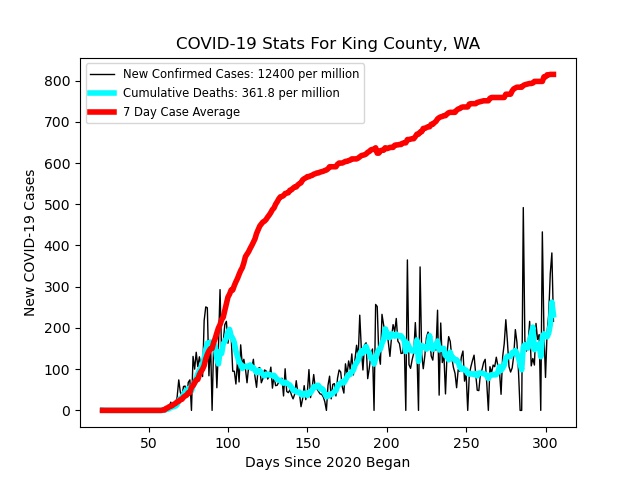 COVID-19 Stats For King County, WA
New Confirmed Cases: 12400 per million
Cumulative Deaths: 361.8 per million
7 Day Case Average
800
700
600
500
400
300
200
100
0
New COVID-19 Cases
50 100 150 200 250 300
Days Since 2020 Began